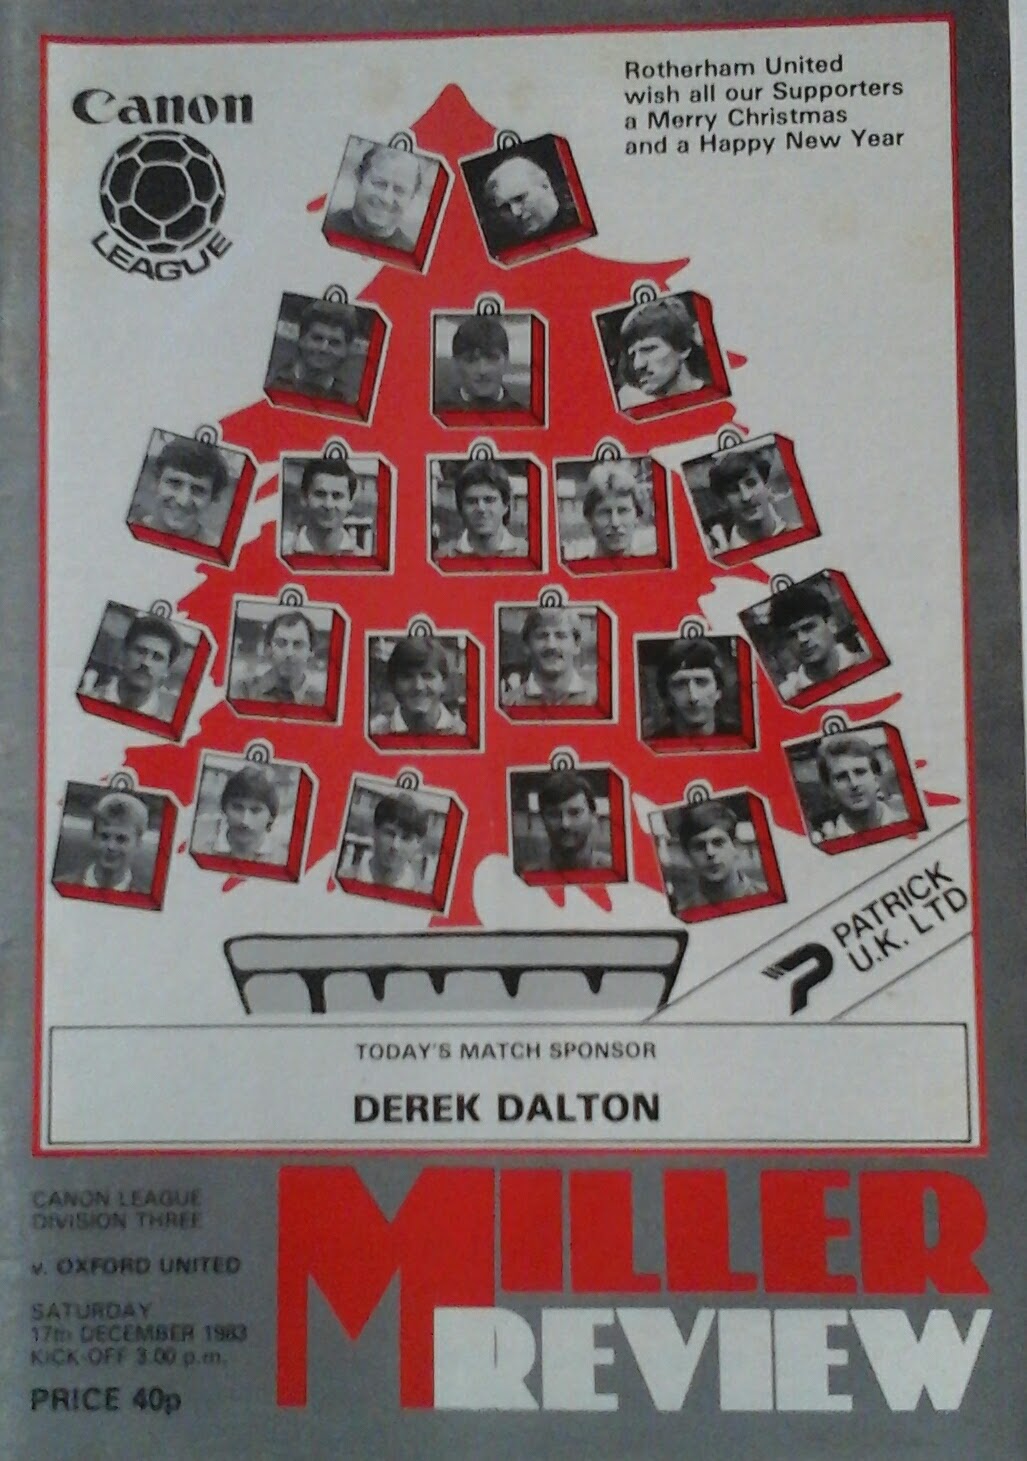 Canon
LEAGUE
Rotherham United
wish all our Supporters
a Merry Christmas
and a Happy New Year
PATRICK
U.K. LTD
TODAY'S MATCH SPONSOR
DEREK DALTON
CANON LEAGUE
DIVISION THREE
v. OXFORD UNITED
SATURDAY
17th DECEMBER 1983
KICK-OFF 3.00 p.m.
PRICE 40p
MILLER
REVIEW